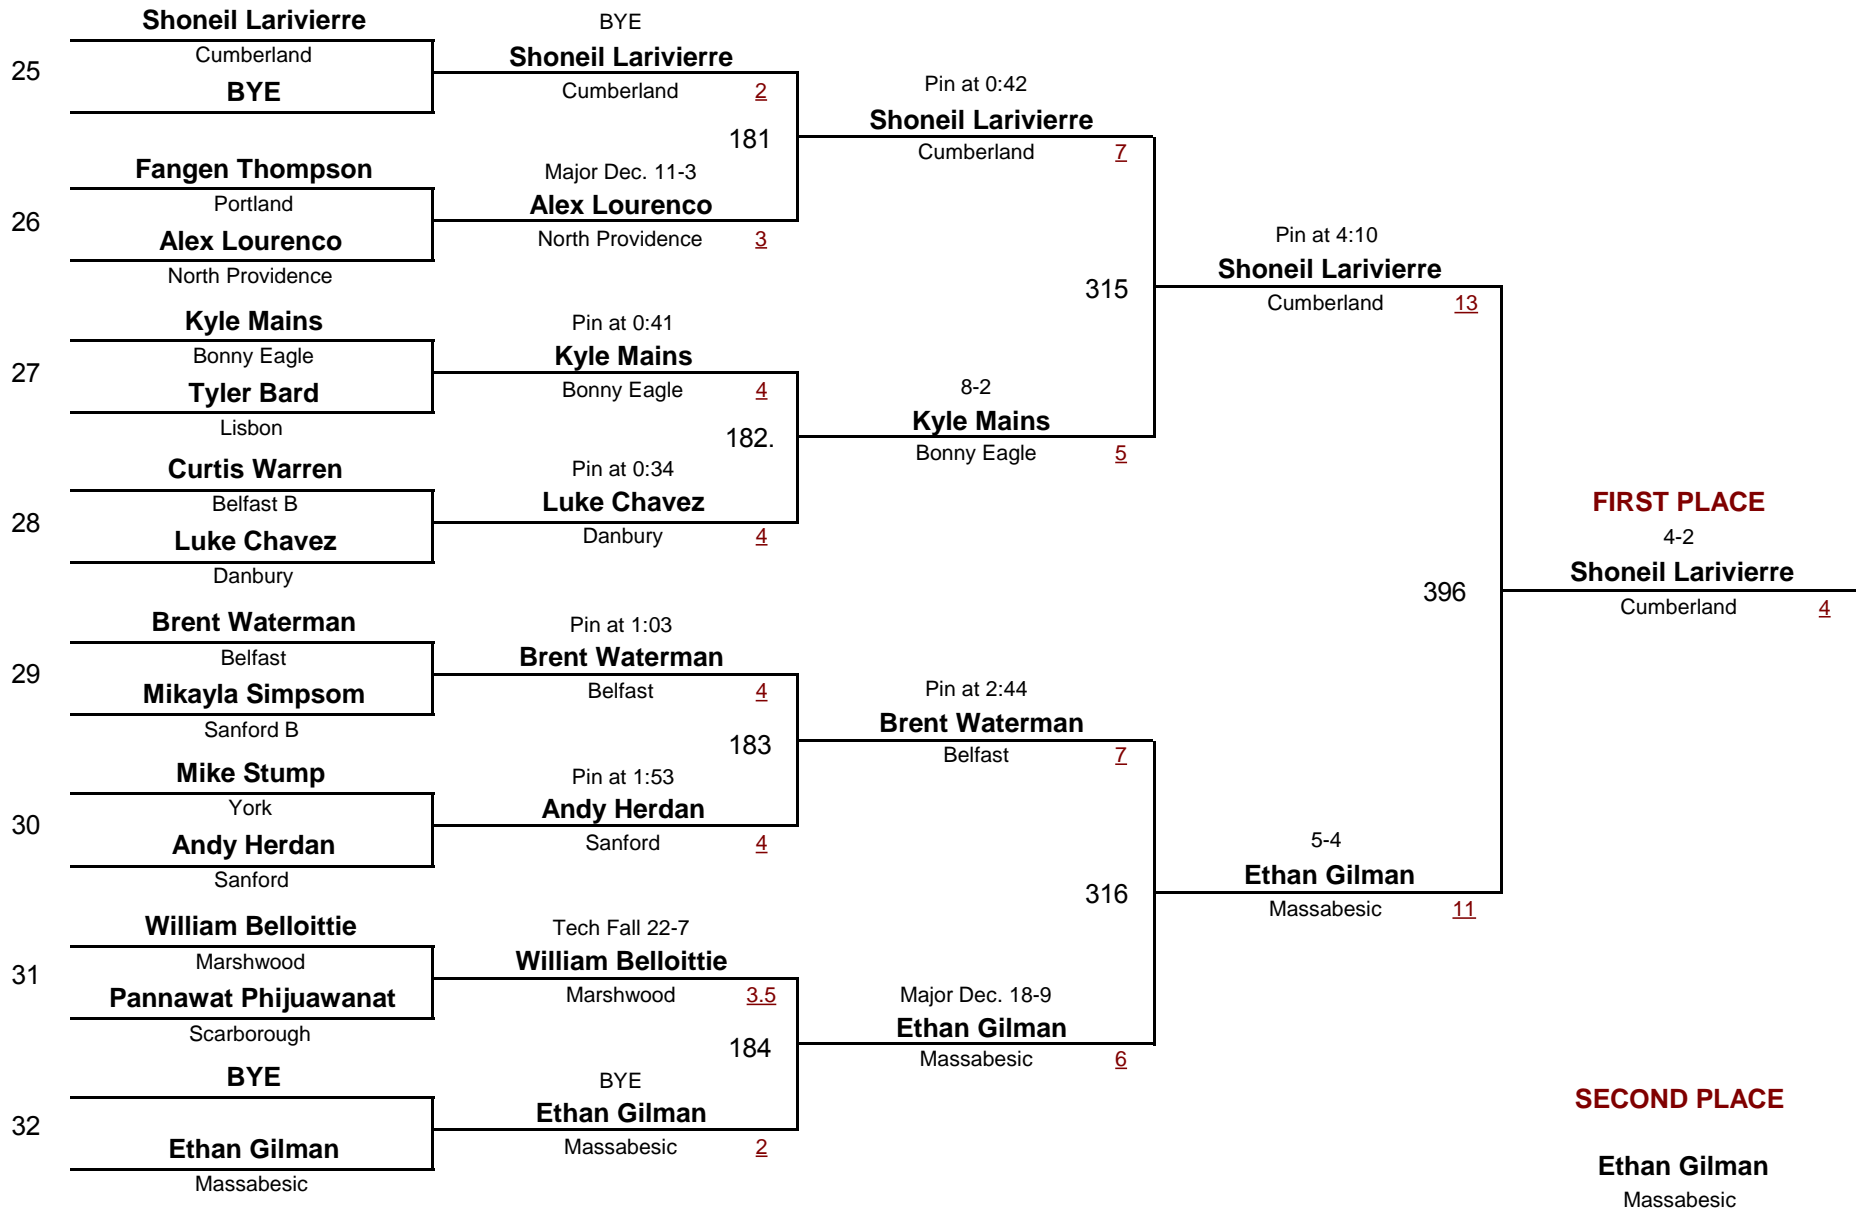 Shoneil Larivierre
Cumberland
25
BYE
Fangen Thompson
Portland
26
Alex Lourenco
North Providence
Kyle Mains
Bonny Eagle
27
Tyler Bard
Lisbon
Curtis Warren
Belfast B
28
Luke Chavez
Danbury
Brent Waterman
Belfast
29
Mikayla Simpsom
Sanford B
Mike Stump
York
30
Andy Herdan
Sanford
William Belloittie
Marshwood
31
Pannawat Phijuawanat
Scarborough
BYE
32
Ethan Gilman
Massabesic
BYE
Shoneil Larivierre
Cumberland 2
181
Major Dec. 11-3
Alex Lourenco
North Providence 3
Pin at 0:41
Kyle Mains
Bonny Eagle 4
182.
Pin at 0:34
Luke Chavez
Danbury 4
Pin at 1:03
Brent Waterman
Belfast 4
183
Pin at 1:53
Andy Herdan
Sanford 4
Tech Fall 22-7
William Belloittie
Marshwood 3.5
184
BYE
Ethan Gilman
Massabesic 2
Pin at 0:42
Shoneil Larivierre
Cumberland 7
315
8-2
Kyle Mains
Bonny Eagle 5
Pin at 2:44
Brent Waterman
Belfast 7
316
Major Dec. 18-9
Ethan Gilman
Massabesic 6
Pin at 4:10
Shoneil Larivierre
Cumberland 13
396
5-4
Ethan Gilman
Massabesic 11
FIRST PLACE
4-2
Shoneil Larivierre
Cumberland 4
SECOND PLACE
Ethan Gilman
Massabesic